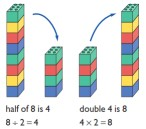 half of 8 is 4
8 ÷ 2 = 4
double 4 is 8
4 × 2 = 8